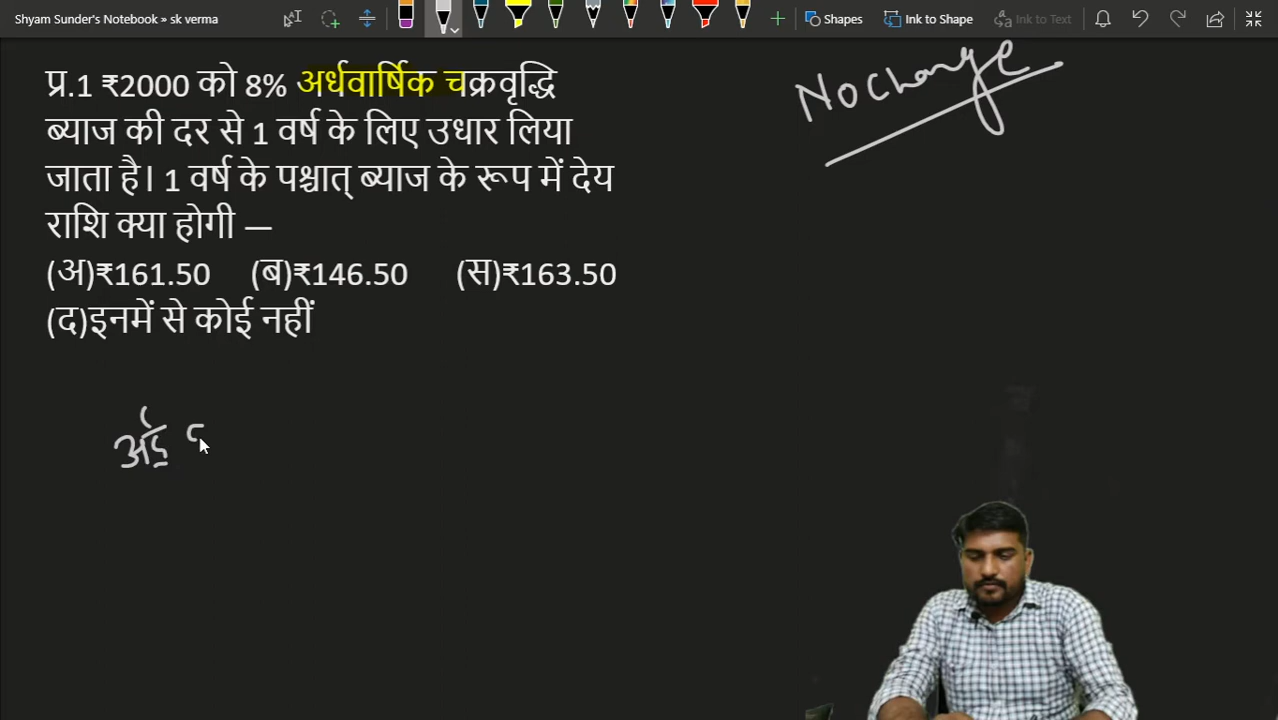 Shyam Sunder's Notebook » sk verma
Shapes
Ink to Shape
Ink to Text
No Change
प्र.1 ₹2000 को 8% अर्धवार्षिक चक्रवृद्धि
ब्याज की दर से 1 वर्ष के लिए उधार लिया
जाता है। 1 वर्ष के पश्चात् ब्याज के रूप में देय
राशि क्या होगी —
(अ)₹161.50 (ब)₹146.50 (स)₹163.50
(द)इनमें से कोई नहीं